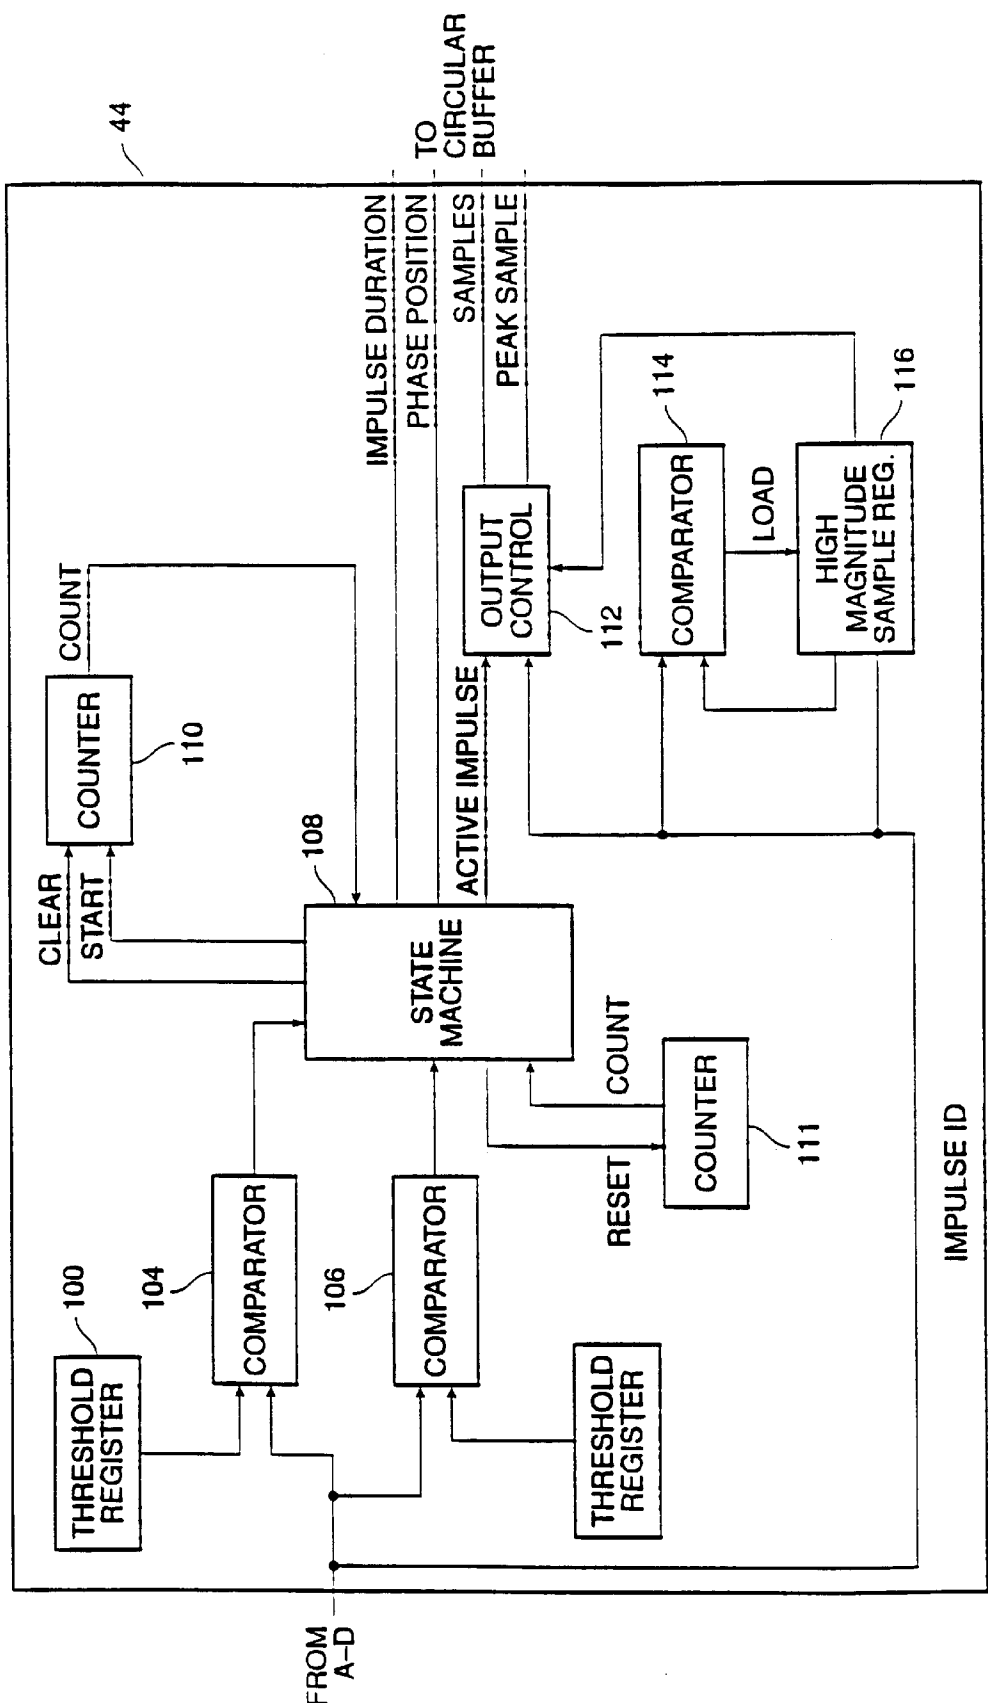 44
TO
CIRCULAR
BUFFER
IMPULSE DURATION
PHASE POSITION
SAMPLES
PEAK SAMPLE
COUNT
COUNTER
110
CLEAR
START
108
STATE
MACHINE
ACTIVE IMPULSE
OUTPUT
CONTROL
112
COMPARATOR
114
LOAD
HIGH
MAGNITUDE
SAMPLE REG.
116
THRESHOLD
REGISTER
100
COMPARATOR
104
COMPARATOR
106
THRESHOLD
REGISTER
RESET
COUNT
COUNTER
111
FROM
A-D
IMPULSE ID